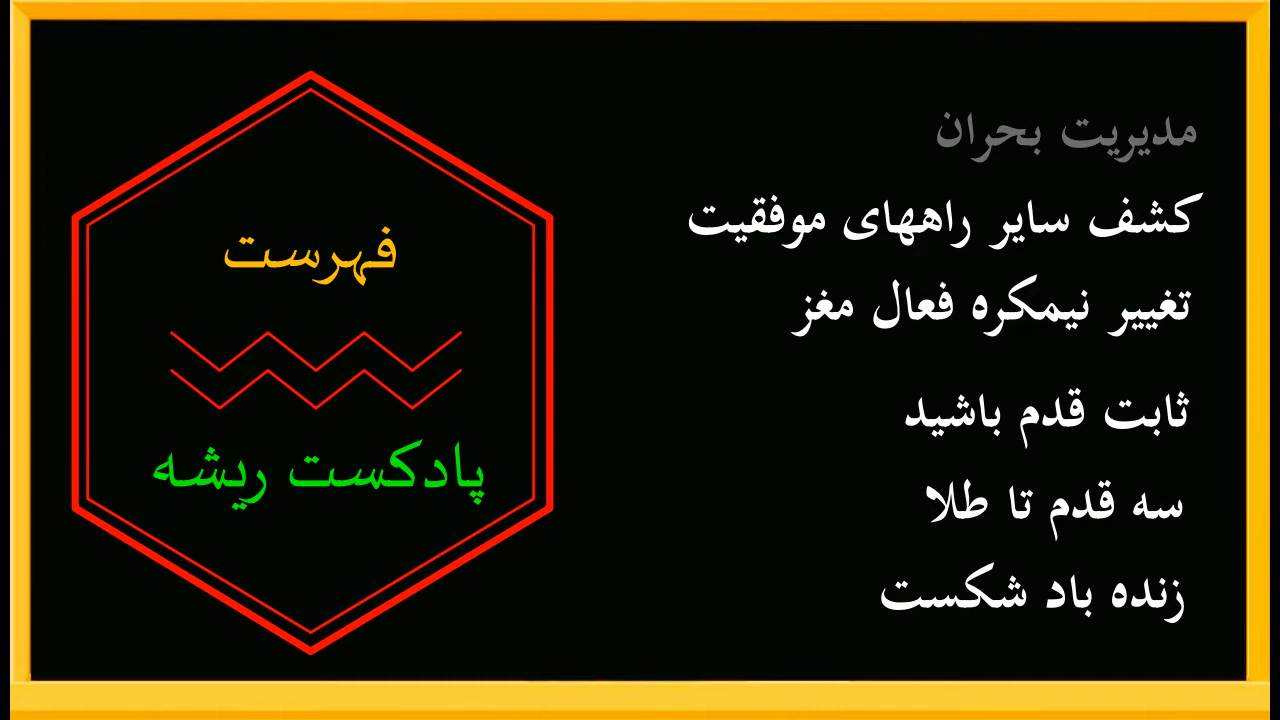 مدیریت بحران
کشف سایر راههای موفقیت
تغییر نیمکره فعال مغز
ثابت قدم باشید
سه قدم تا طلا
زنده باد شکست
فهرست
پادکست ریشه